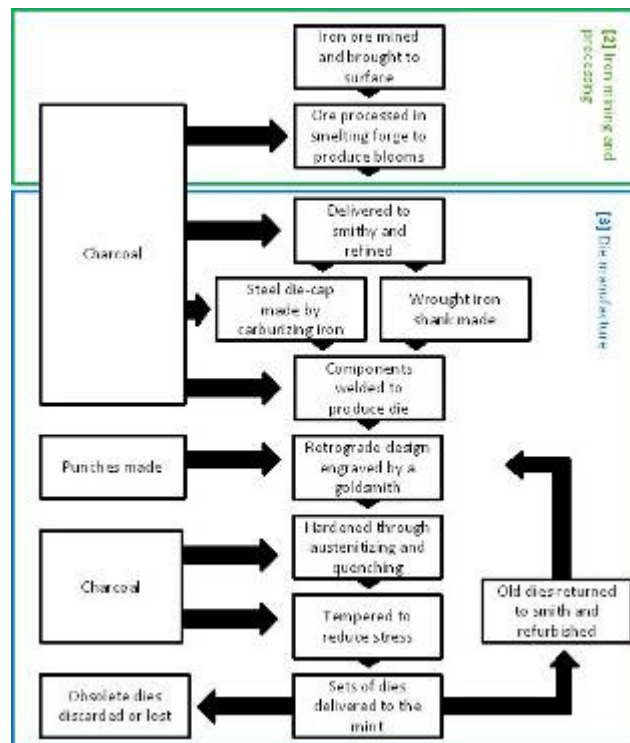 Iron ore mined
and brought to
surface
[2] Iron mining and
processing
Ore processed in
smelting forge to
produce blooms
Charcoal
Delivered to
smithy and
refined
[3] Die manufacture
Steel die-cap
made by
carburizing iron
Wrought iron
shank made
Components
welded to
produce die
Punches made
Retrograde design
engraved by a
goldsmith
Charcoal
Hardened through
austenitizing and
quenching
Old dies returned
to smith and
refurbished
Tempered to
reduce stress
Obsolete dies
discarded or lost
Sets of dies
delivered to the
mint